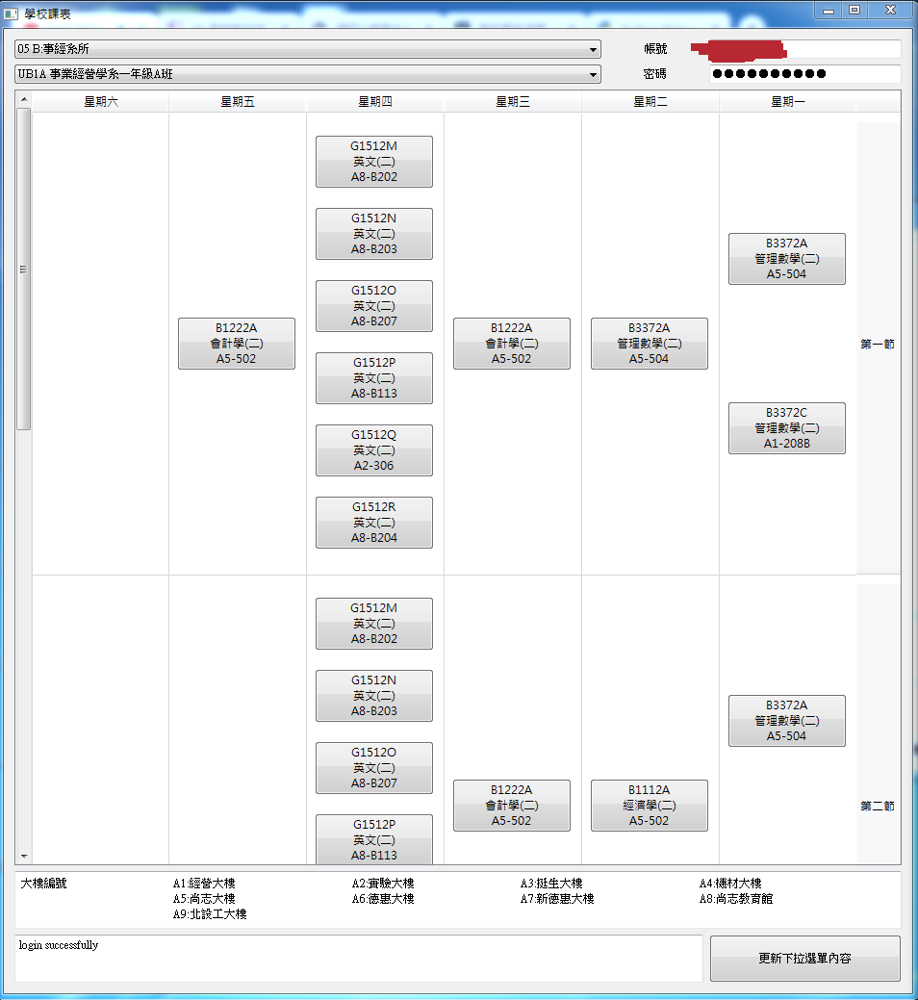 學校課表
05 B:事經系所
帳號
UB1A 事業經營學系一年級A班
密碼
星期六 星期五 星期四 星期三 星期二 星期一
G1512M
英文(二)
A8-B202
G1512N
英文(二)
A8-B203
G1512O
英文(二)
A8-B207
G1512P
英文(二)
A8-B113
G1512Q
英文(二)
A2-306
G1512R
英文(二)
A8-B204
B1222A
會計學(二)
A5-502
B1222A
會計學(二)
A5-502
B3372A
管理數學(二)
A5-504
B3372A
管理數學(二)
A5-504
B3372C
管理數學(二)
A1-208B
第一節
G1512M
英文(二)
A8-B202
G1512N
英文(二)
A8-B203
G1512O
英文(二)
A8-B207
G1512P
英文(二)
A8-B113
B1222A
會計學(二)
A5-502
B1112A
經濟學(二)
A5-502
B3372A
管理數學(二)
A5-504
第二節
大樓編號 A1:經營大樓 A2:實驗大樓 A3:挺生大樓 A4:機材大樓
A5:尚志大樓 A6:德惠大樓 A7:新德惠大樓 A8:尚志教育館
A9:北設工大樓
login successfully
更新下拉選單內容